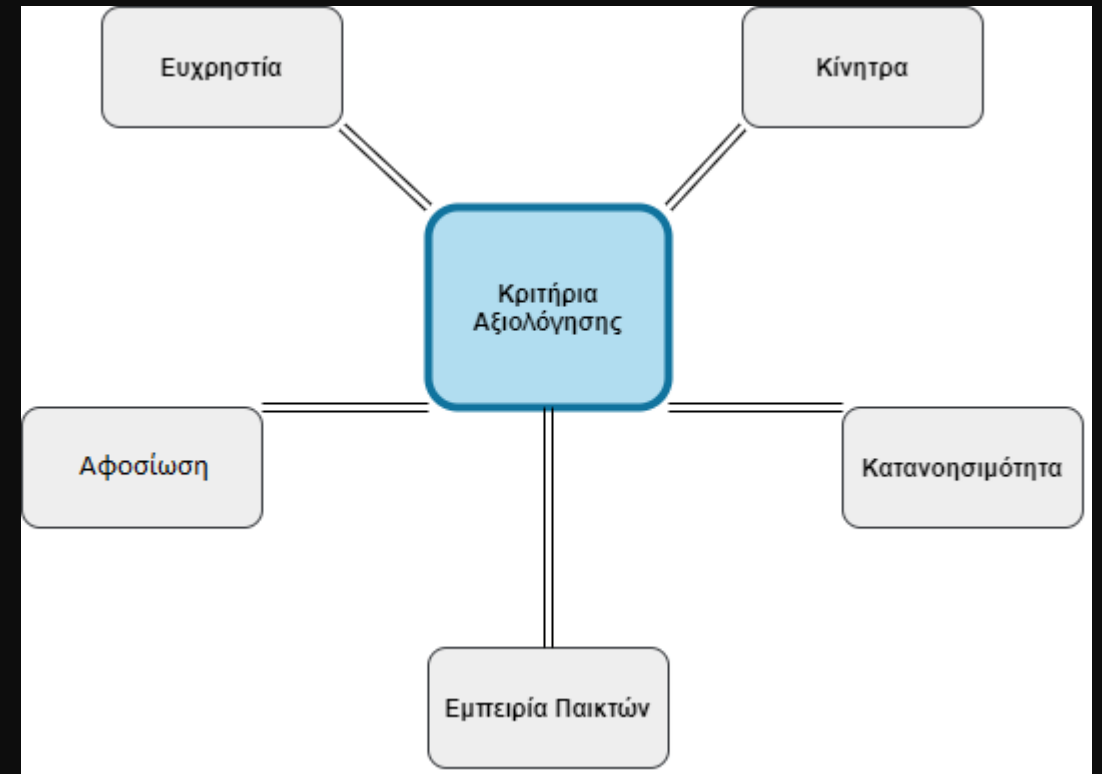 Ευχρηστία
Κίνητρα
Κριτήρια
Αξιολόγησης
Αφοσίωση
Κατανοησιμότητα
Εμπειρία Παικτών